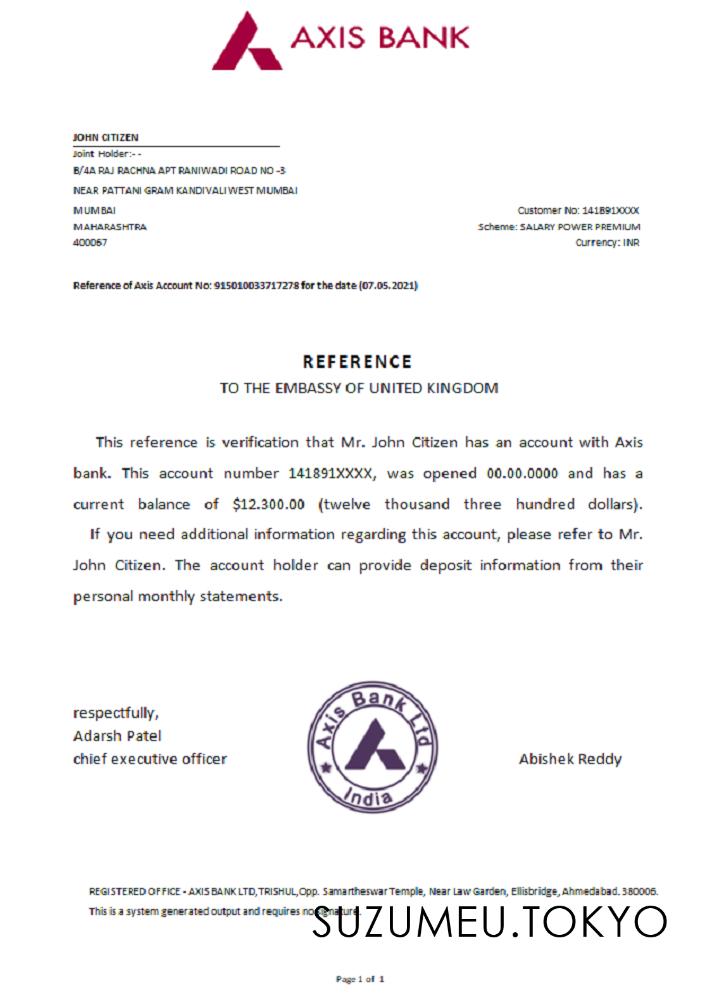 AXIS BANK
JOHN CITIZEN
Joint Holder:- -
B/4A RAJ RACHNA APT RANIWADI ROAD NO -3
NEAR PATTANI GRAM KANDIVALI WEST MUMBAI
MUMBAI
Customer No: 141891XXXX
MAHARASHTRA
Scheme: SALARY POWER PREMIUM
400067
Currency: INR
Reference of Axis Account No: 915010033717278 for the date (07.05.2021)
REFERENCE
TO THE EMBASSY OF UNITED KINGDOM
This reference is verification that Mr. John Citizen has an account with Axis
bank. This account number 141891XXXX, was opened 00.00.0000 and has a
current balance of $12.300.00 (twelve thousand three hundred dollars).
If you need additional information regarding this account, please refer to Mr.
John Citizen. The account holder can provide deposit information from their
personal monthly statements.
respectfully,
Adarsh Patel
chief executive officer
Axis Bank Ltd
India
Abishek Reddy
REGISTERED OFFICE - AXIS BANK LTD,TRISHUL,Opp. Samartheswar Temple, Near Law Garden, Ellisbridge, Ahmedabad. 380006.
This is a system generated output and requires no signature.
SUZUMEU.TOKYO
Page 1 of 1